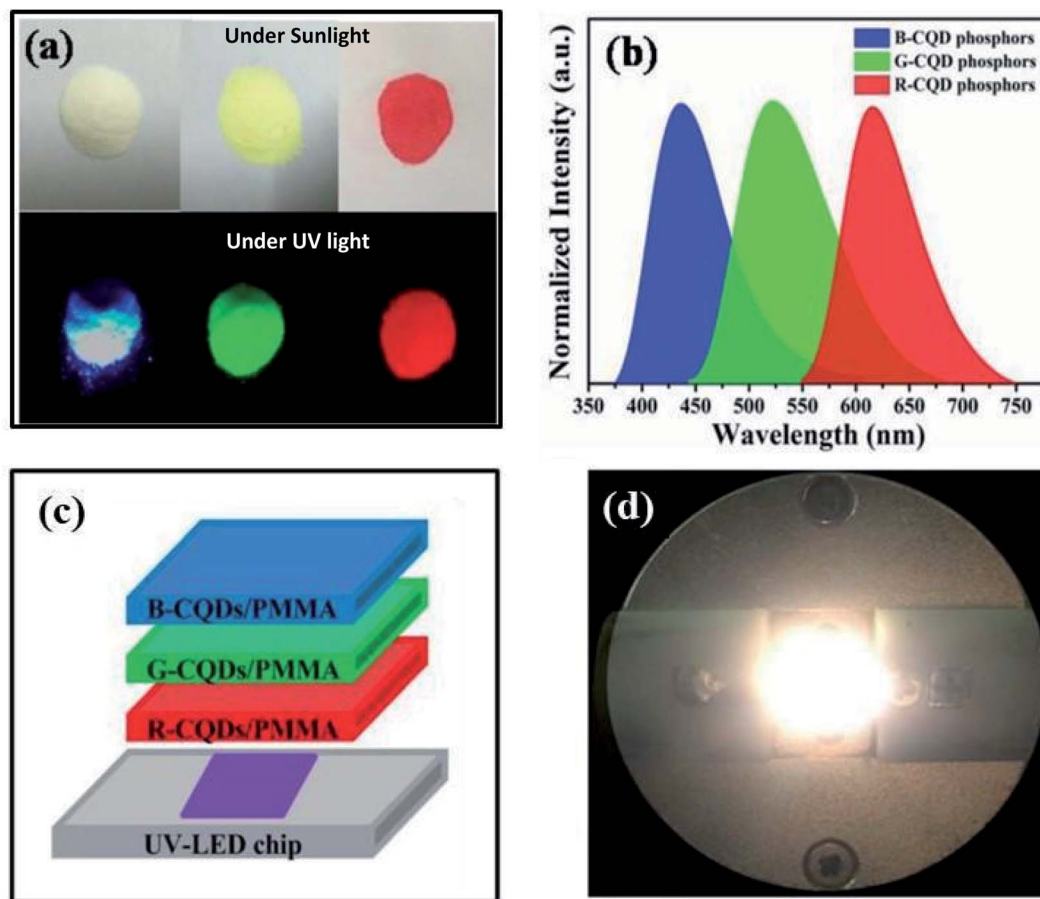 (a)
Under Sunlight
Under UV light
(b)
B-CQD phosphors
G-CQD phosphors
R-CQD phosphors
Normalized Intensity (a.u.)
350 400 450 500 550 600 650 700 750
Wavelength (nm)
(c)
B-CQDs/PMMA
G-CQDs/PMMA
R-CQDs/PMMA
UV-LED chip
(d)